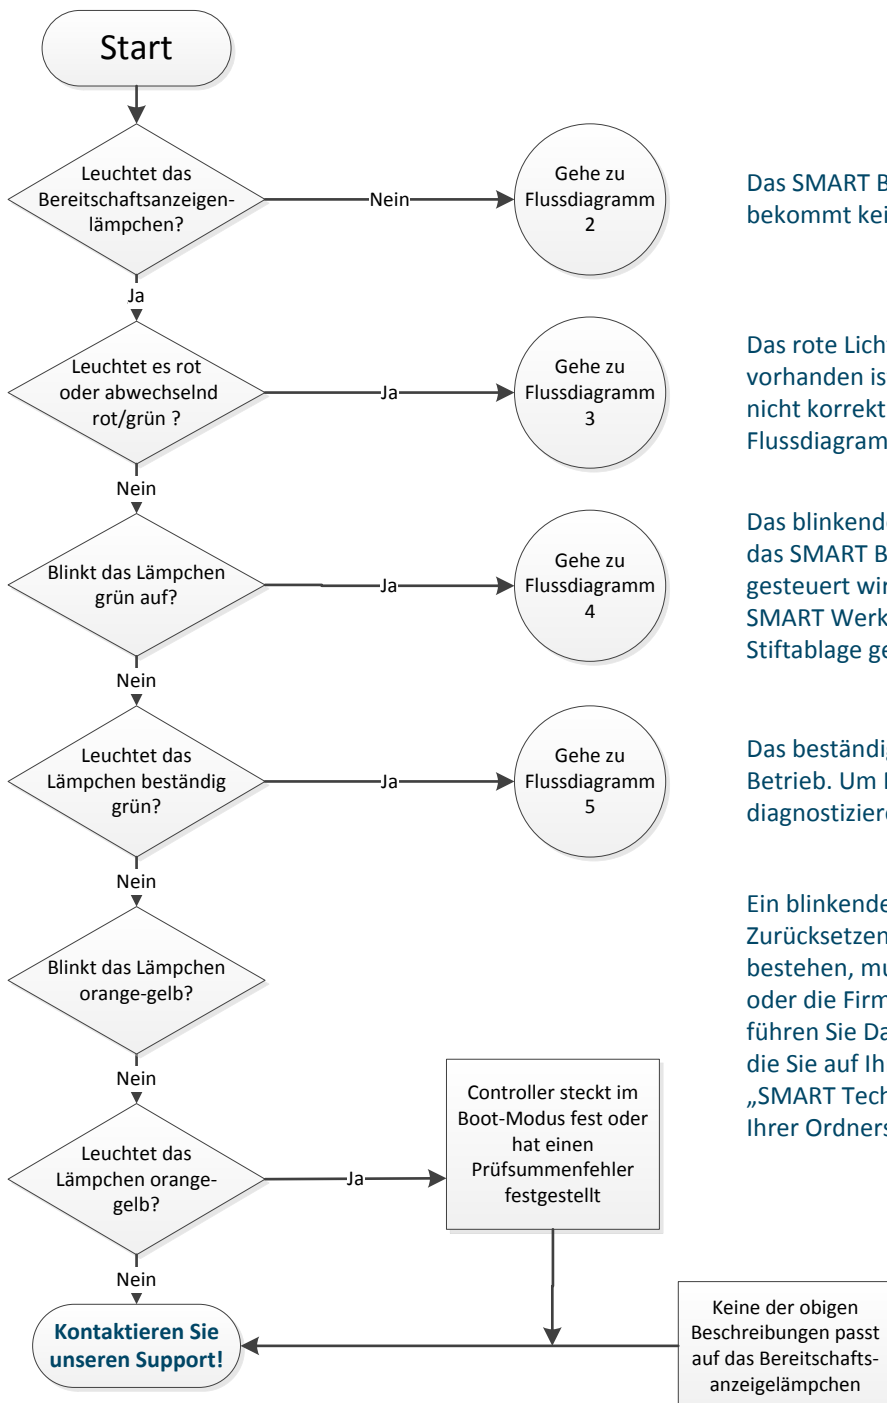 Start
Leuchtet das
Bereitschaftsanzeigen-
lämpchen?
Nein
Gehe zu
Flussdiagramm
2
Das SMART B
bekommt kei
Ja
Leuchtet es rot
oder abwechselnd
rot/grün ?
Ja
Gehe zu
Flussdiagramm
3
Das rote Lich
vorhanden is
nicht korrekt
Flussdiagram
Nein
Blinkt das Lämpchen
grün auf?
Ja
Gehe zu
Flussdiagramm
4
Das blinkend
das SMART B
gesteuert wir
SMART Werk
Stiftablage ge
Nein
Leuchtet das
Lämpchen beständig
grün?
Ja
Gehe zu
Flussdiagramm
5
Das beständig
Betrieb. Um
diagnostiziere
Nein
Blinkt das Lämpchen
orange-gelb?
Ein blinkende
Zurücksetzen
bestehen, mu
oder die Firm
führen Sie Da
die Sie auf Ih
„SMART Tech
Ihrer Ordners
Nein
Leuchtet das
Lämpchen orange-
gelb?
Ja
Controller steckt im
Boot-Modus fest oder
hat einen
Prüfsummenfehler
festgestellt
Nein
Kontaktieren Sie
unseren Support!
Keine der obigen
Beschreibungen passt
auf das Bereitschafts-
anzeigelämpchen